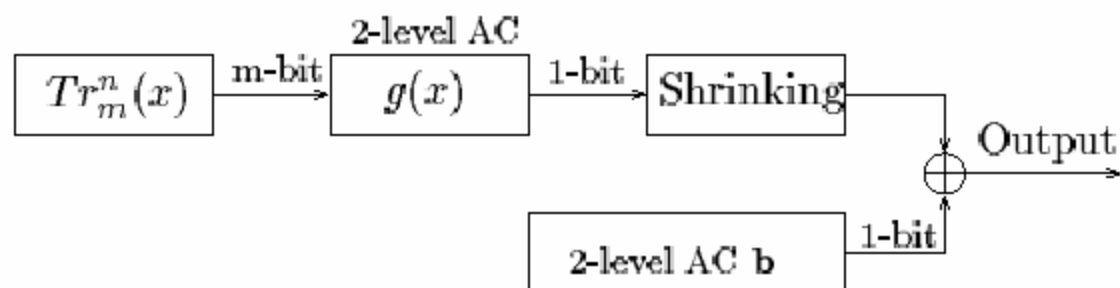 2-level AC
Tr^n_m(x)
m-bit
g(x)
1-bit
Shrinking
Output
2-level AC b
1-bit